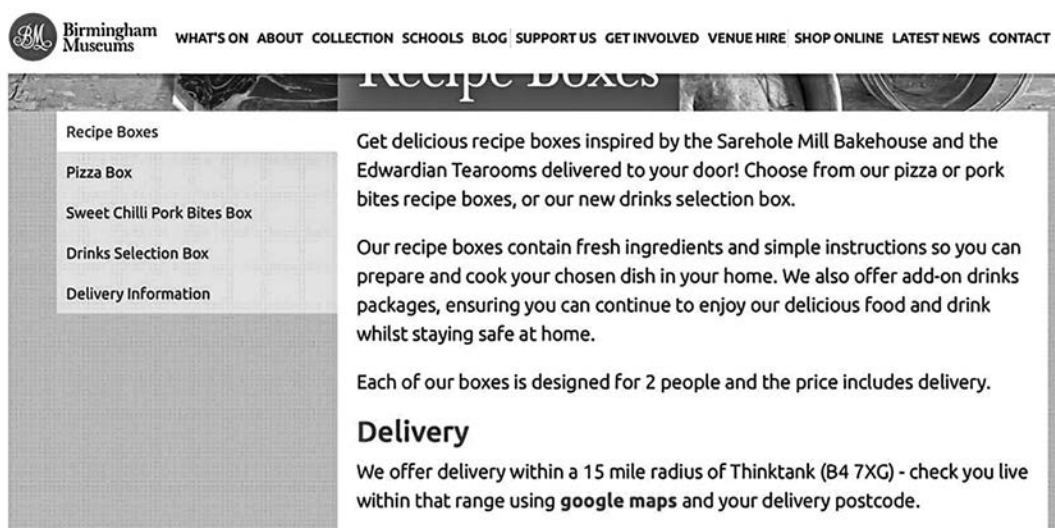 Birmingham
Museums
WHAT'S ON ABOUT COLLECTION SCHOOLS BLOG SUPPORT US GET INVOLVED VENUE HIRE SHOP ONLINE LATEST NEWS CONTACT
Recipe Boxes
Recipe Boxes
Pizza Box
Sweet Chilli Pork Bites Box
Drinks Selection Box
Delivery Information
Get delicious recipe boxes inspired by the Sarehole Mill Bakehouse and the
Edwardian Tearooms delivered to your door! Choose from our pizza or pork
bites recipe boxes, or our new drinks selection box.
Our recipe boxes contain fresh ingredients and simple instructions so you can
prepare and cook your chosen dish in your home. We also offer add-on drinks
packages, ensuring you can continue to enjoy our delicious food and drink
whilst staying safe at home.
Each of our boxes is designed for 2 people and the price includes delivery.
Delivery
We offer delivery within a 15 mile radius of Thinktank (B4 7XG) - check you live
within that range using google maps and your delivery postcode.